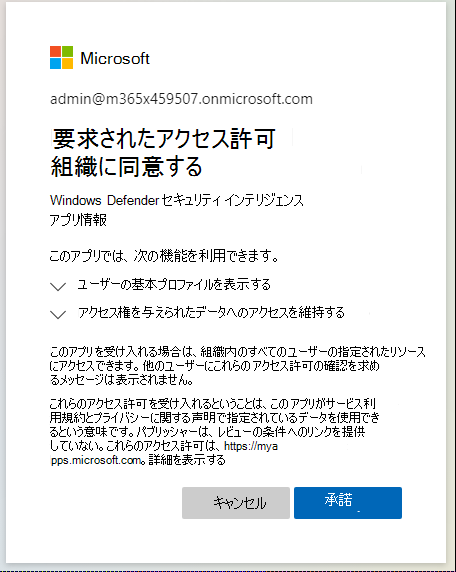 Microsoft
admin@m365x459507.onmicrosoft.com
要求されたアクセス許可
組織に同意する
Windows Defender セキュリティ インテリジェンス
アプリ情報
このアプリでは、次の機能を利用できます。
ユーザーの基本プロファイルを表示する
アクセス権を与えられたデータへのアクセスを維持する
このアプリを受け入れる場合は、組織内のすべてのユーザーの指定されたリソース
にアクセスできます。他のユーザーにこれらのアクセス許可の確認を求め
るメッセージは表示されません。
これらのアクセス許可を受け入れるということは、このアプリがサービス利
用規約とプライバシーに関する声明で指定されているデータを使用でき
るという意味です。パブリッシャーは、レビューの条件へのリンクを提供
していない。これらのアクセス許可は、https://mya
pps.microsoft.com。詳細を表示する
キャンセル
承諾